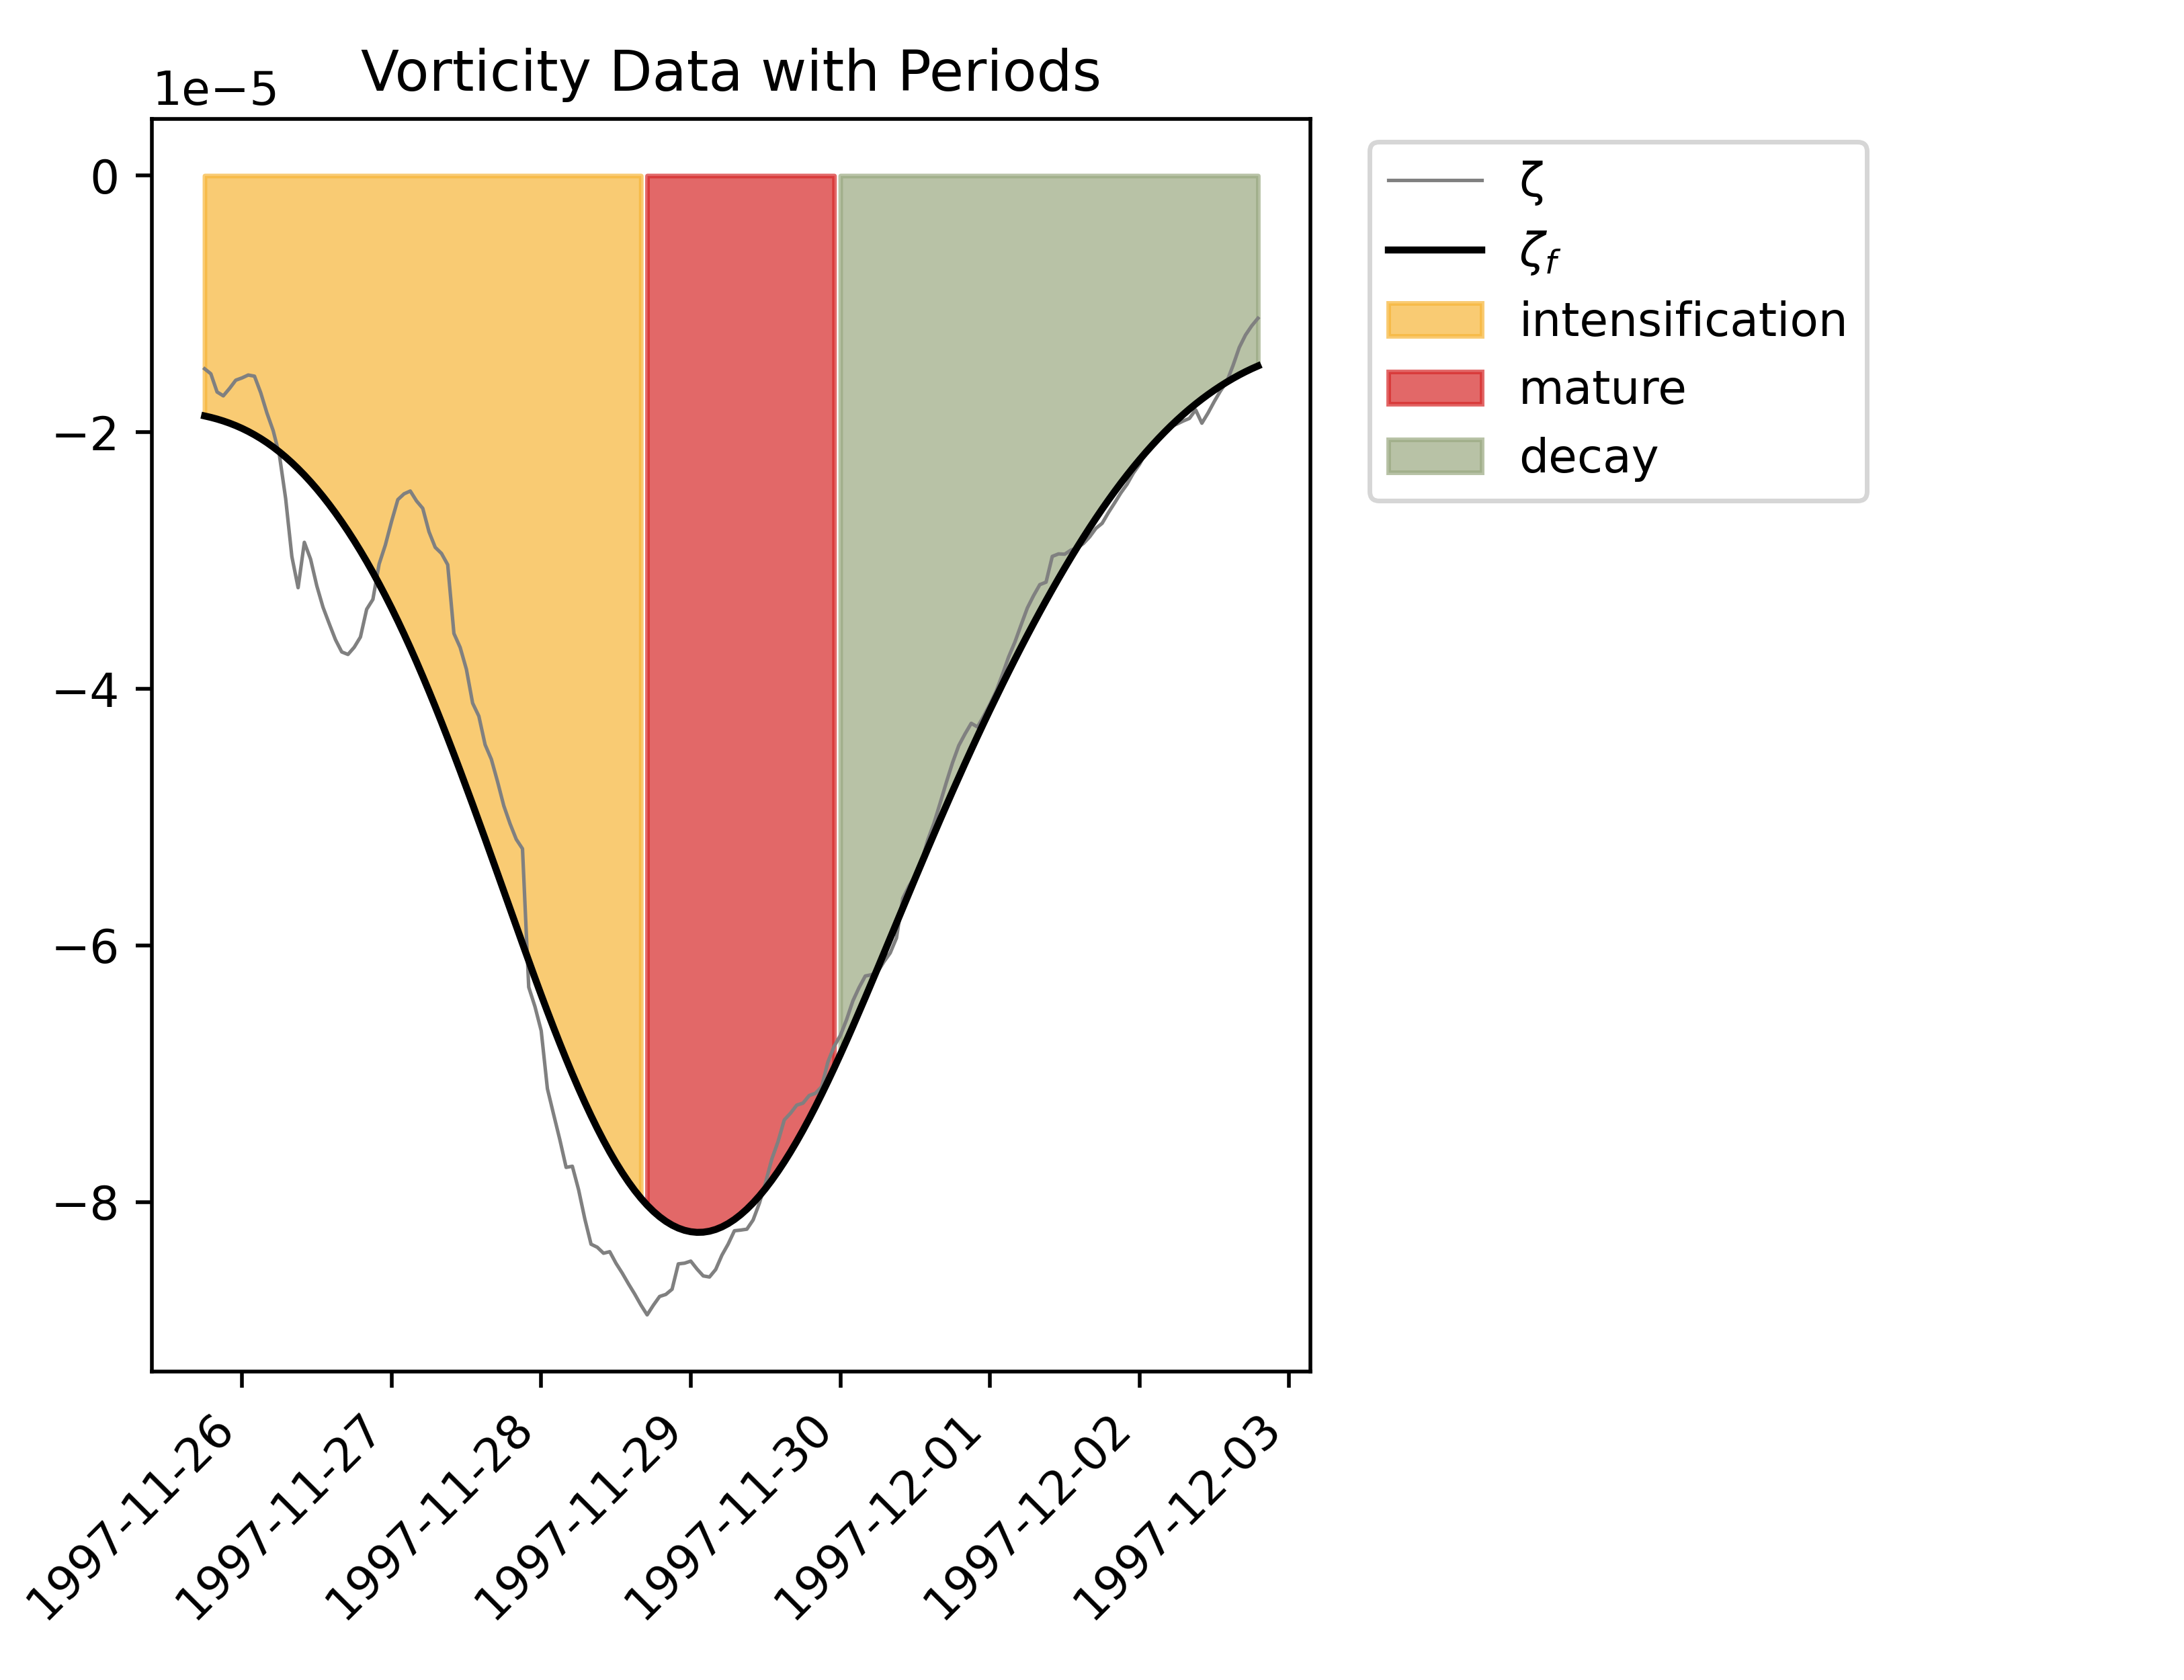 Vorticity Data with Periods
1e−5
0
−2
−4
−6
−8
1997-11-26
1997-11-27
1997-11-28
1997-11-29
1997-11-30
1997-12-01
1997-12-02
1997-12-03
ζ
ζf
intensification
mature
decay